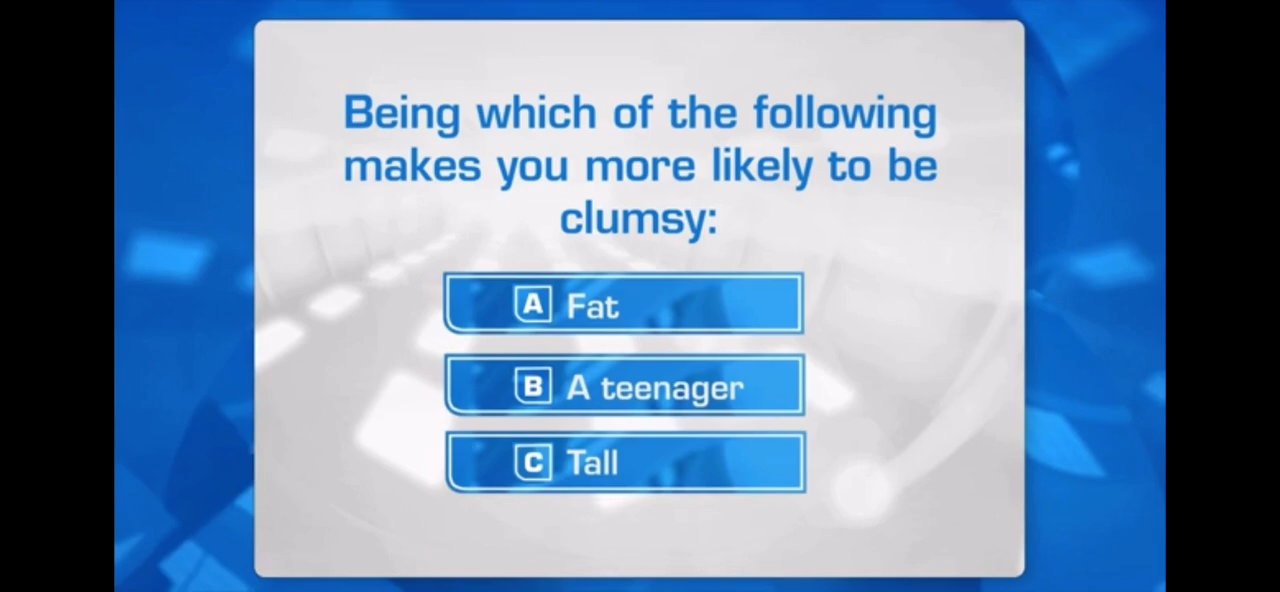 Being which of the following
makes you more likely to be
clumsy:
A Fat
B A teenager
C Tall